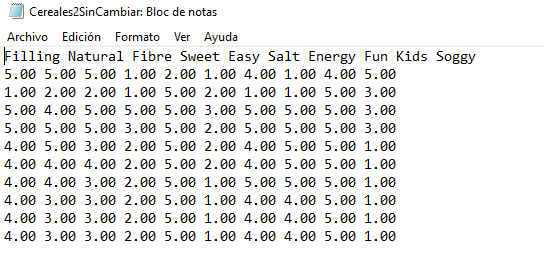 Cereales2SinCambiar: Bloc de notas
Archivo Edición Formato Ver Ayuda
Filling Natural Fibre Sweet Easy Salt Energy Fun Kids Soggy
5.00 5.00 5.00 1.00 2.00 1.00 4.00 1.00 4.00 5.00
1.00 2.00 2.00 1.00 5.00 2.00 1.00 1.00 5.00 3.00
5.00 4.00 5.00 5.00 5.00 3.00 5.00 5.00 5.00 3.00
5.00 5.00 5.00 3.00 5.00 2.00 5.00 5.00 5.00 3.00
4.00 5.00 3.00 2.00 5.00 2.00 4.00 5.00 5.00 1.00
4.00 4.00 4.00 2.00 5.00 2.00 4.00 4.00 5.00 1.00
4.00 4.00 3.00 2.00 5.00 1.00 5.00 5.00 5.00 1.00
4.00 3.00 3.00 2.00 5.00 1.00 4.00 4.00 5.00 1.00
4.00 3.00 3.00 2.00 5.00 1.00 4.00 4.00 5.00 1.00
4.00 3.00 3.00 2.00 5.00 1.00 4.00 4.00 5.00 1.00